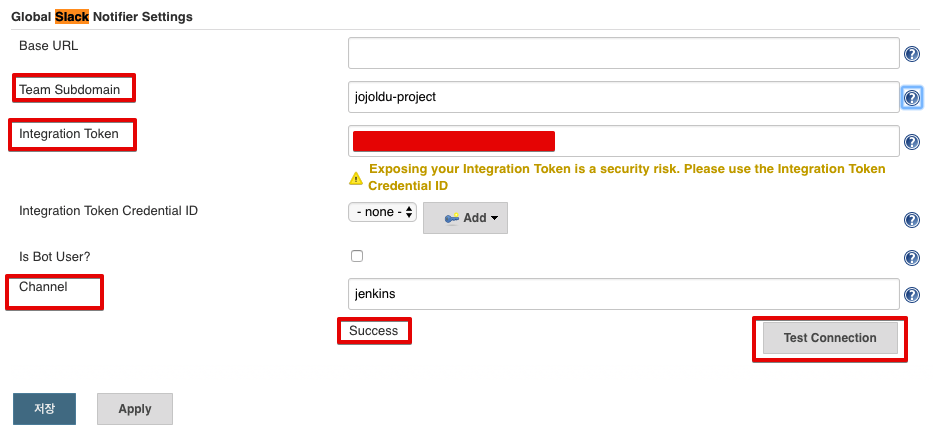 Global Slack Notifier Settings
Base URL
Team Subdomain
jojoldu-project
Integration Token
Exposing your Integration Token is a security risk. Please use the Integration Token
Credential ID
Integration Token Credential ID
- none -
Add
Is Bot User?
Channel
jenkins
Success
Test Connection
저장
Apply